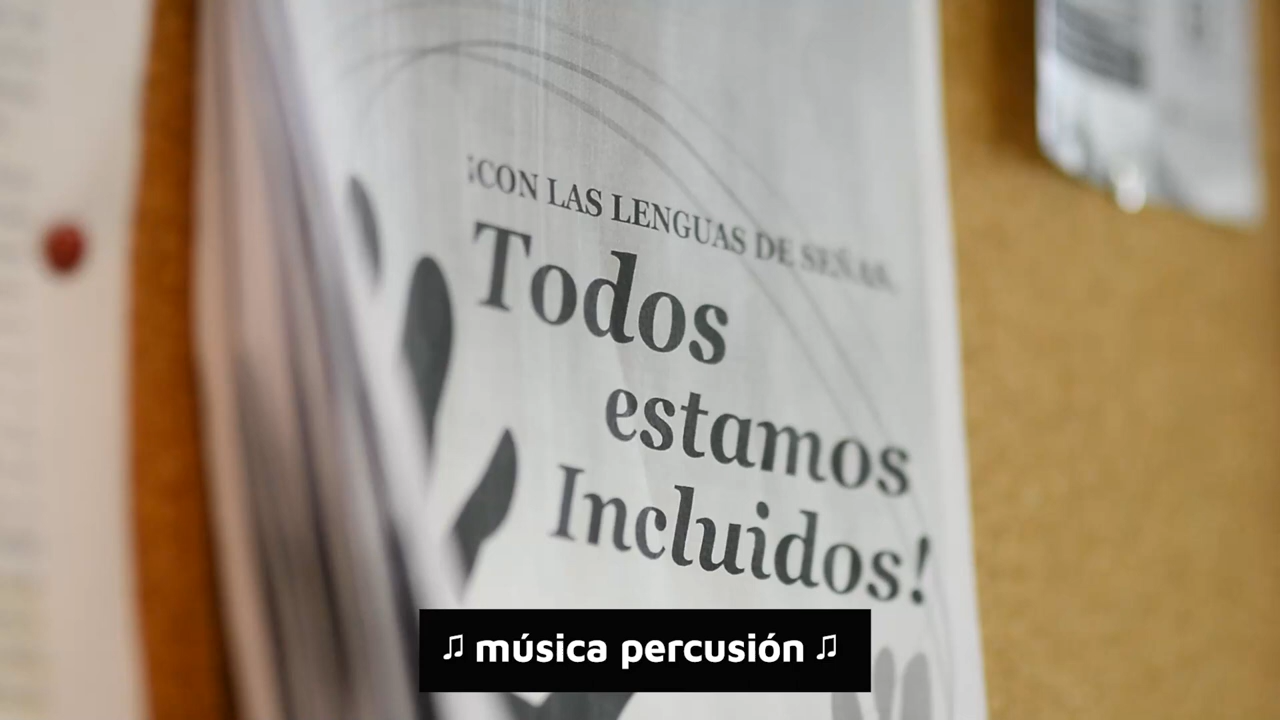 ¡CON LAS LENGUAS DE SEÑAS
Todos
estamos
Incluidos!
♫ música percusión ♫